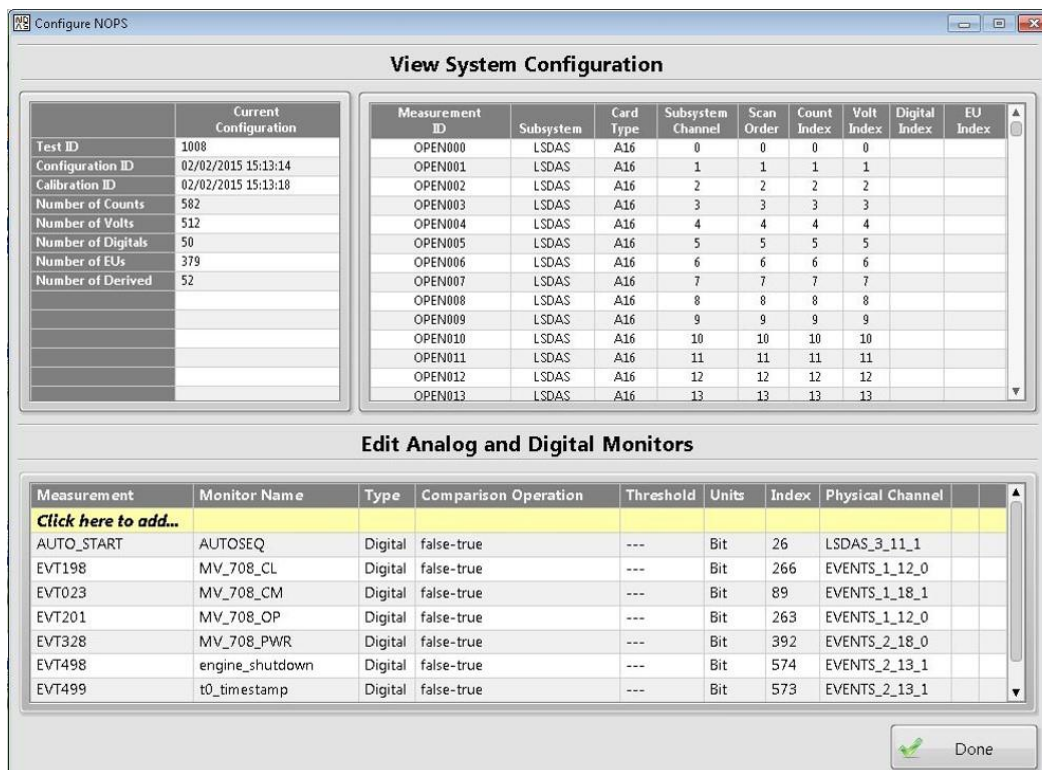 Configure NOPS
View System Configuration
Current Configuration
Test ID 1008
Configuration ID 02/02/2015 15:13:14
Calibration ID 02/02/2015 15:13:18
Number of Counts 582
Number of Volts 512
Number of Digitals 50
Number of EUs 379
Number of Derived 52
Measurement ID Subsystem Card Type Subsystem Channel Scan Order Count Index Volt Index Digital Index EU Index
OPEN000 LSDAS A16 0 0 0 0
OPEN001 LSDAS A16 1 1 1 1
OPEN002 LSDAS A16 2 2 2 2
OPEN003 LSDAS A16 3 3 3 3
OPEN004 LSDAS A16 4 4 4 4
OPEN005 LSDAS A16 5 5 5 5
OPEN006 LSDAS A16 6 6 6 6
OPEN007 LSDAS A16 7 7 7 7
OPEN008 LSDAS A16 8 8 8 8
OPEN009 LSDAS A16 9 9 9 9
OPEN010 LSDAS A16 10 10 10 10
OPEN011 LSDAS A16 11 11 11 11
OPEN012 LSDAS A16 12 12 12 12
OPEN013 LSDAS A16 13 13 13 13
Edit Analog and Digital Monitors
Measurement Monitor Name Type Comparison Operation Threshold Units Index Physical Channel
Click here to add...
AUTO_START AUTOSEQ Digital false-true --- Bit 26 LSDAS_3_11_1
EVT198 MV_708_CL Digital false-true --- Bit 266 EVENTS_1_12_0
EVT023 MV_708_CM Digital false-true --- Bit 89 EVENTS_1_18_1
EVT201 MV_708_OP Digital false-true --- Bit 263 EVENTS_1_12_0
EVT328 MV_708_PWR Digital false-true --- Bit 392 EVENTS_2_18_0
EVT498 engine_shutdown Digital false-true --- Bit 574 EVENTS_2_13_1
EVT499 t0_timestamp Digital false-true --- Bit 573 EVENTS_2_13_1
Done